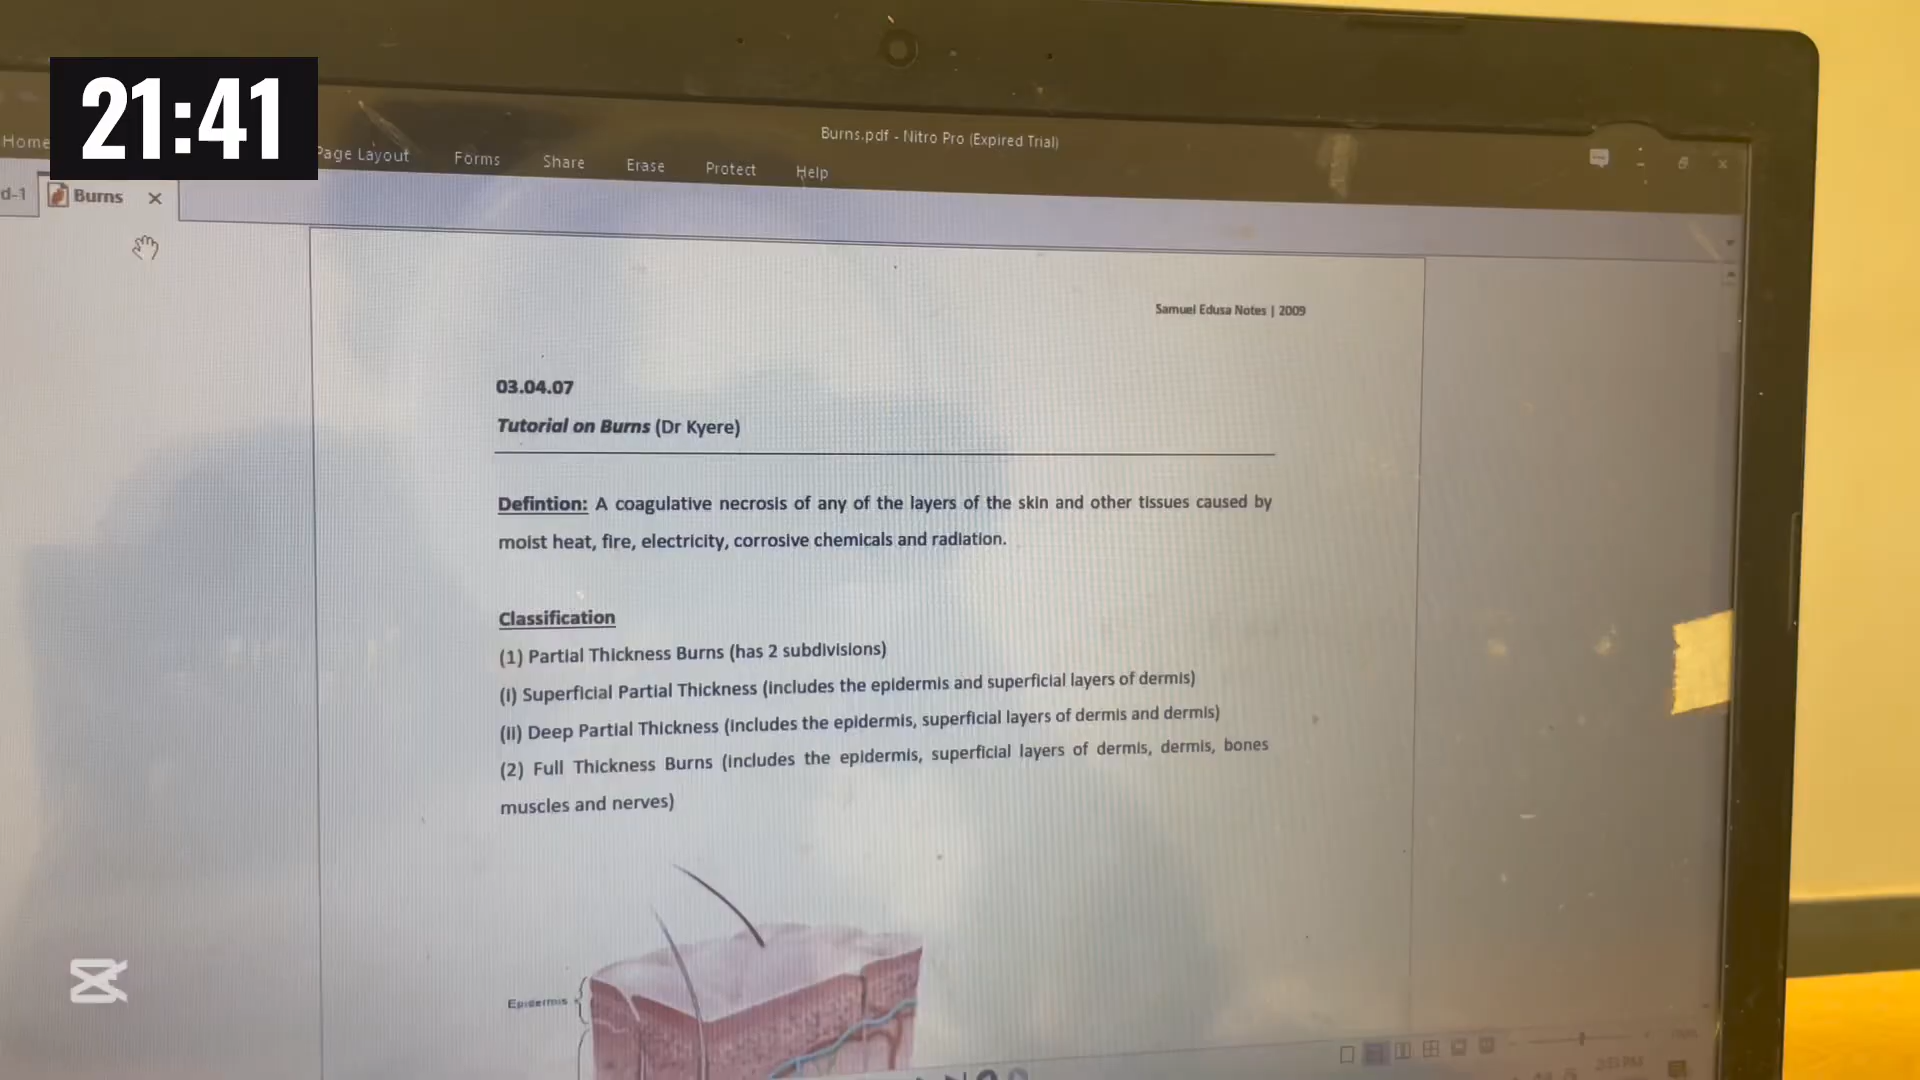 21:41
Burns.pdf - Nitro Pro (Expired Trial)
Home
Page Layout Forms Share Erase Protect Help
d-1 Burns
Samuel Edusa Notes | 2009
03.04.07
Tutorial on Burns (Dr Kyere)
Defintion: A coagulative necrosis of any of the layers of the skin and other tissues caused by
moist heat, fire, electricity, corrosive chemicals and radiation.
Classification
(1) Partial Thickness Burns (has 2 subdivisions)
(i) Superficial Partial Thickness (includes the epidermis and superficial layers of dermis)
(ii) Deep Partial Thickness (includes the epidermis, superficial layers of dermis and dermis)
(2) Full Thickness Burns (includes the epidermis, superficial layers of dermis, dermis, bones
muscles and nerves)
Epidermis